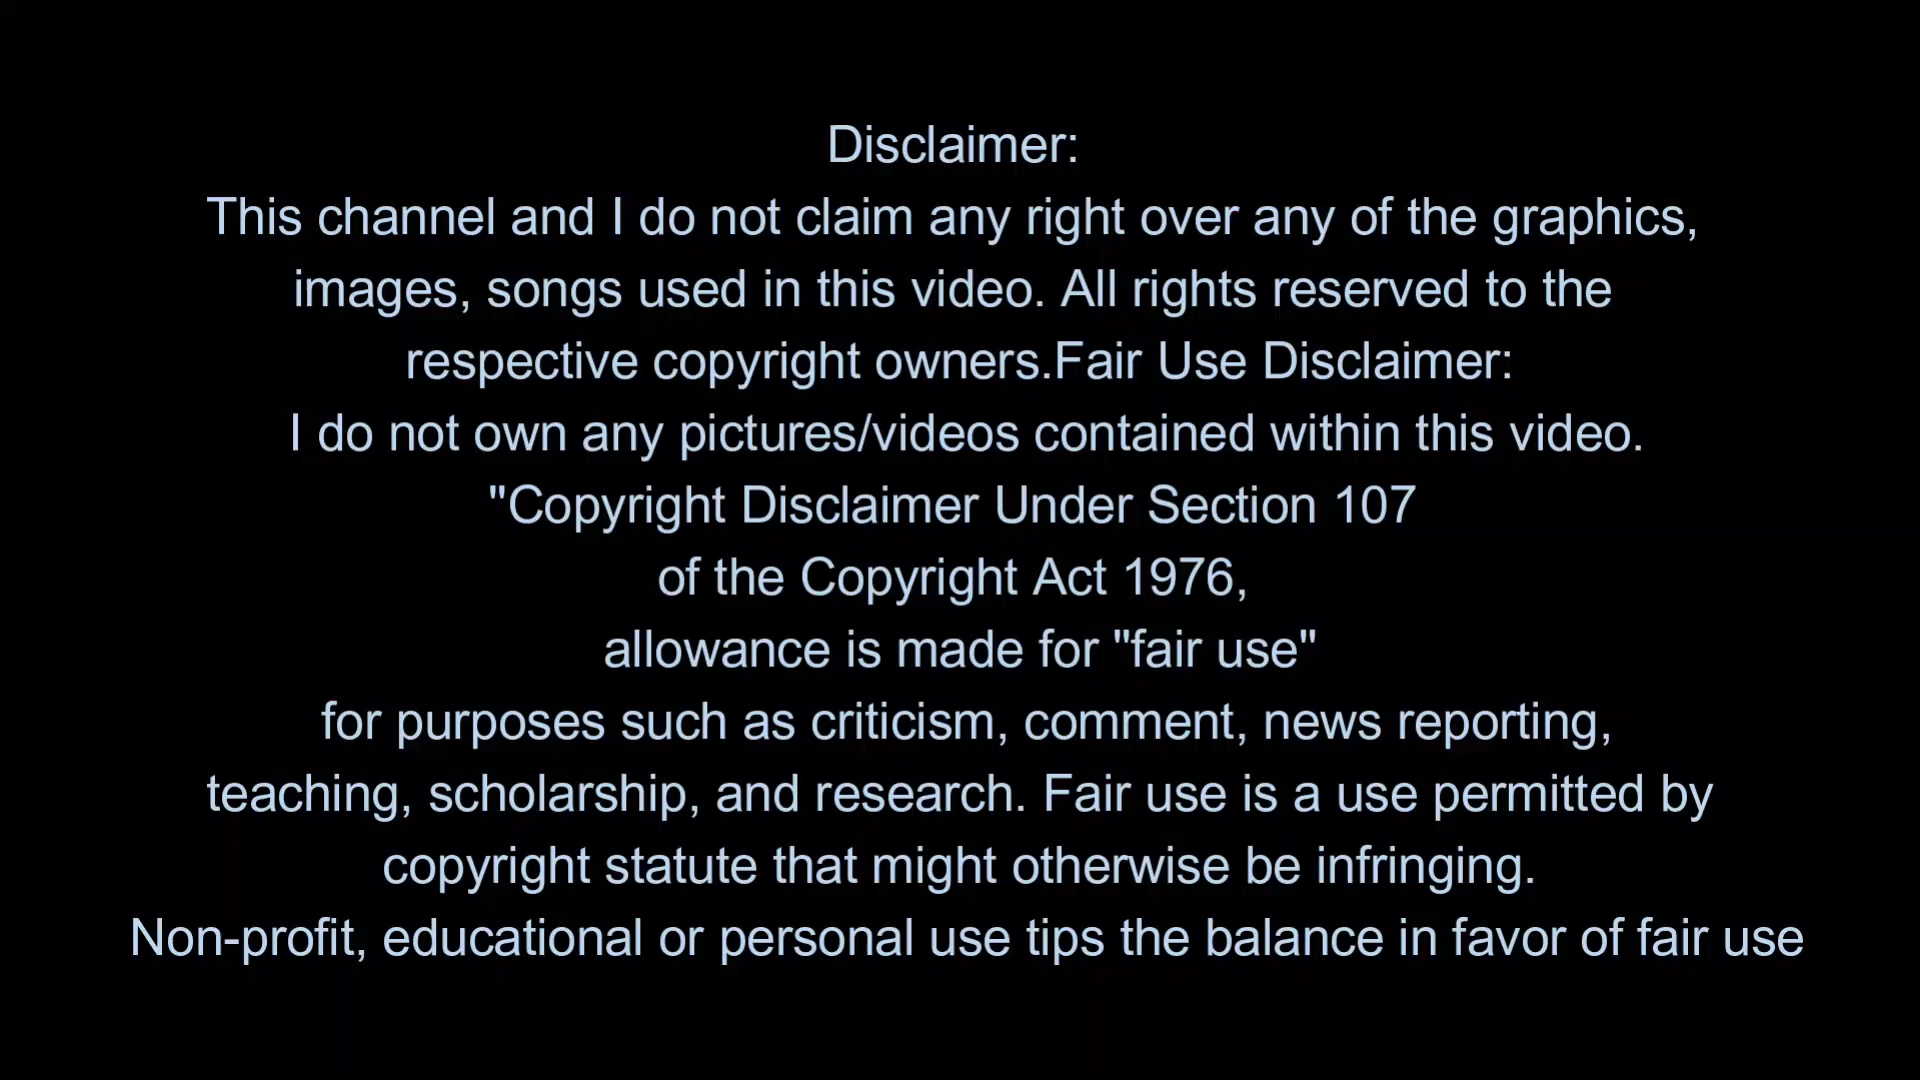 Disclaimer:
This channel and I do not claim any right over any of the graphics,
images, songs used in this video. All rights reserved to the
respective copyright owners.Fair Use Disclaimer:
I do not own any pictures/videos contained within this video.
"Copyright Disclaimer Under Section 107
of the Copyright Act 1976,
allowance is made for "fair use"
for purposes such as criticism, comment, news reporting,
teaching, scholarship, and research. Fair use is a use permitted by
copyright statute that might otherwise be infringing.
Non-profit, educational or personal use tips the balance in favor of fair use